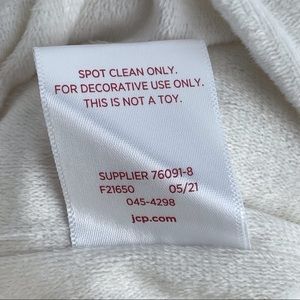 SPOT CLEAN ONLY.
FOR DECORATIVE USE ONLY.
THIS IS NOT A TOY.
SUPPLIER 76091-8
F21650 05/21
045-4298
jcp.com